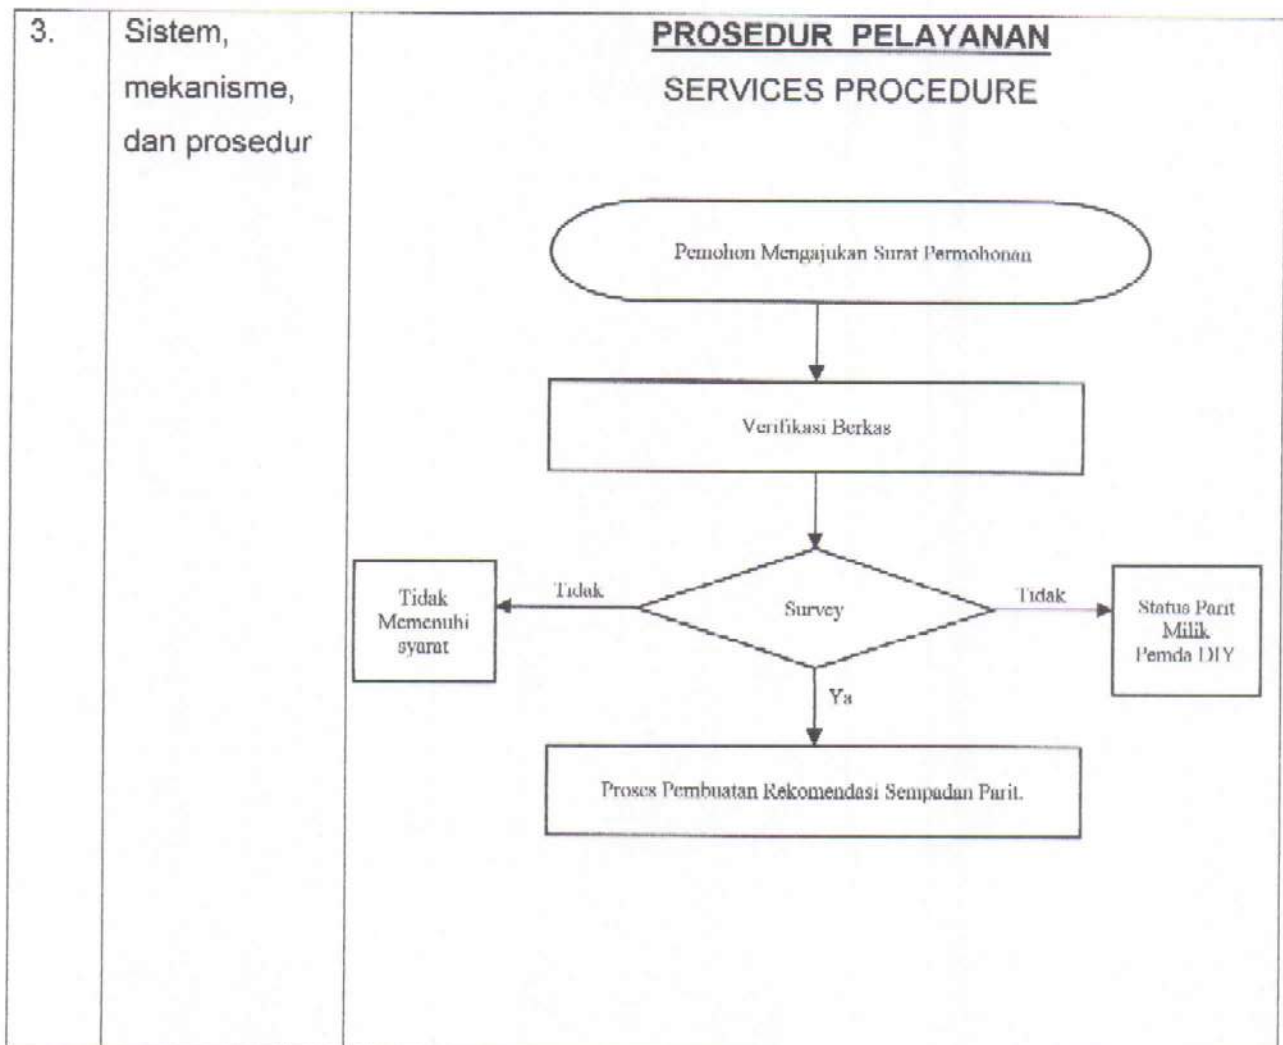 3.
Sistem,
mekanisme,
dan prosedur
PROSEDUR PELAYANAN
SERVICES PROCEDURE
Pemohon Mengajukan Surat Permohonan
Verifikasi Berkas
Tidak
Memenuhi
syarat
Tidak
Survey
Tidak
Status Parit
Milik
Pemda DIY
Ya
Proses Pembuatan Rekomendasi Sempadan Parit.